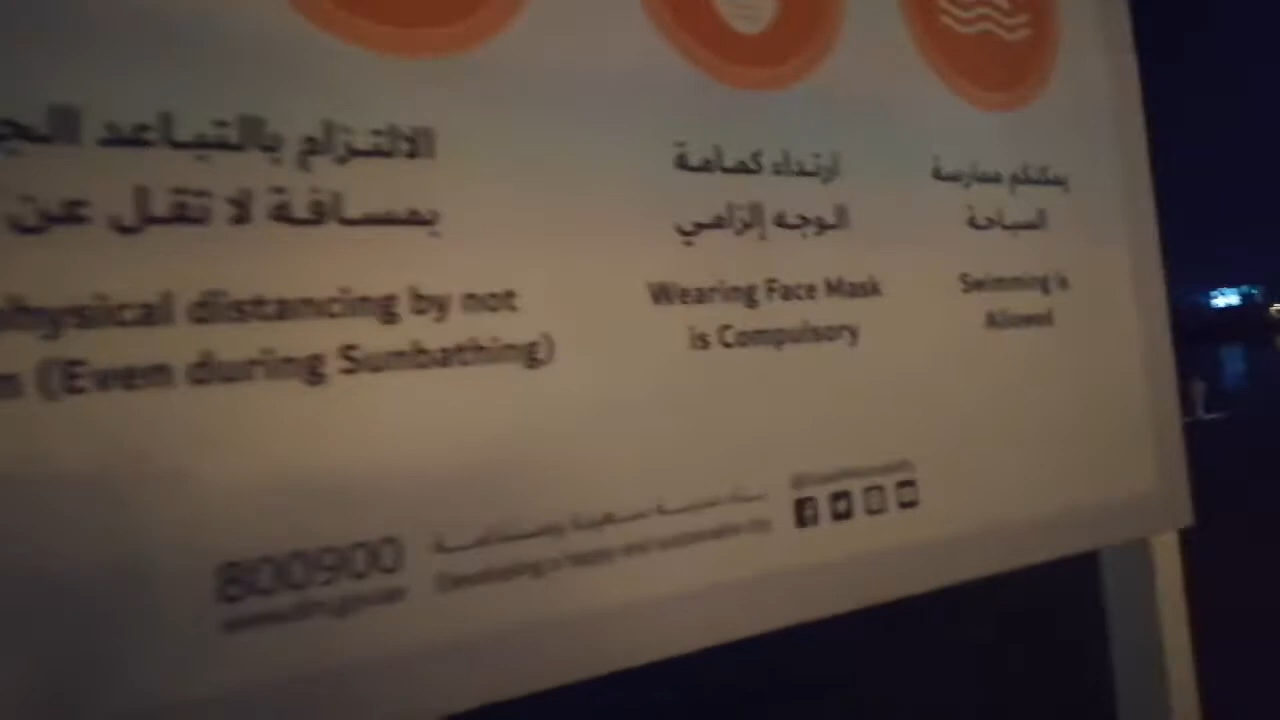 الالتزام بالتباعد
بمسافة لا تقل عن
physical distancing by not
(Even during Sunbathing)
ارتداء كمامة
الوجه إلزامي
Wearing Face Mask
is Compulsory
يمكنكم ممارسة
السباحة
Swimming is
Allowed
800900